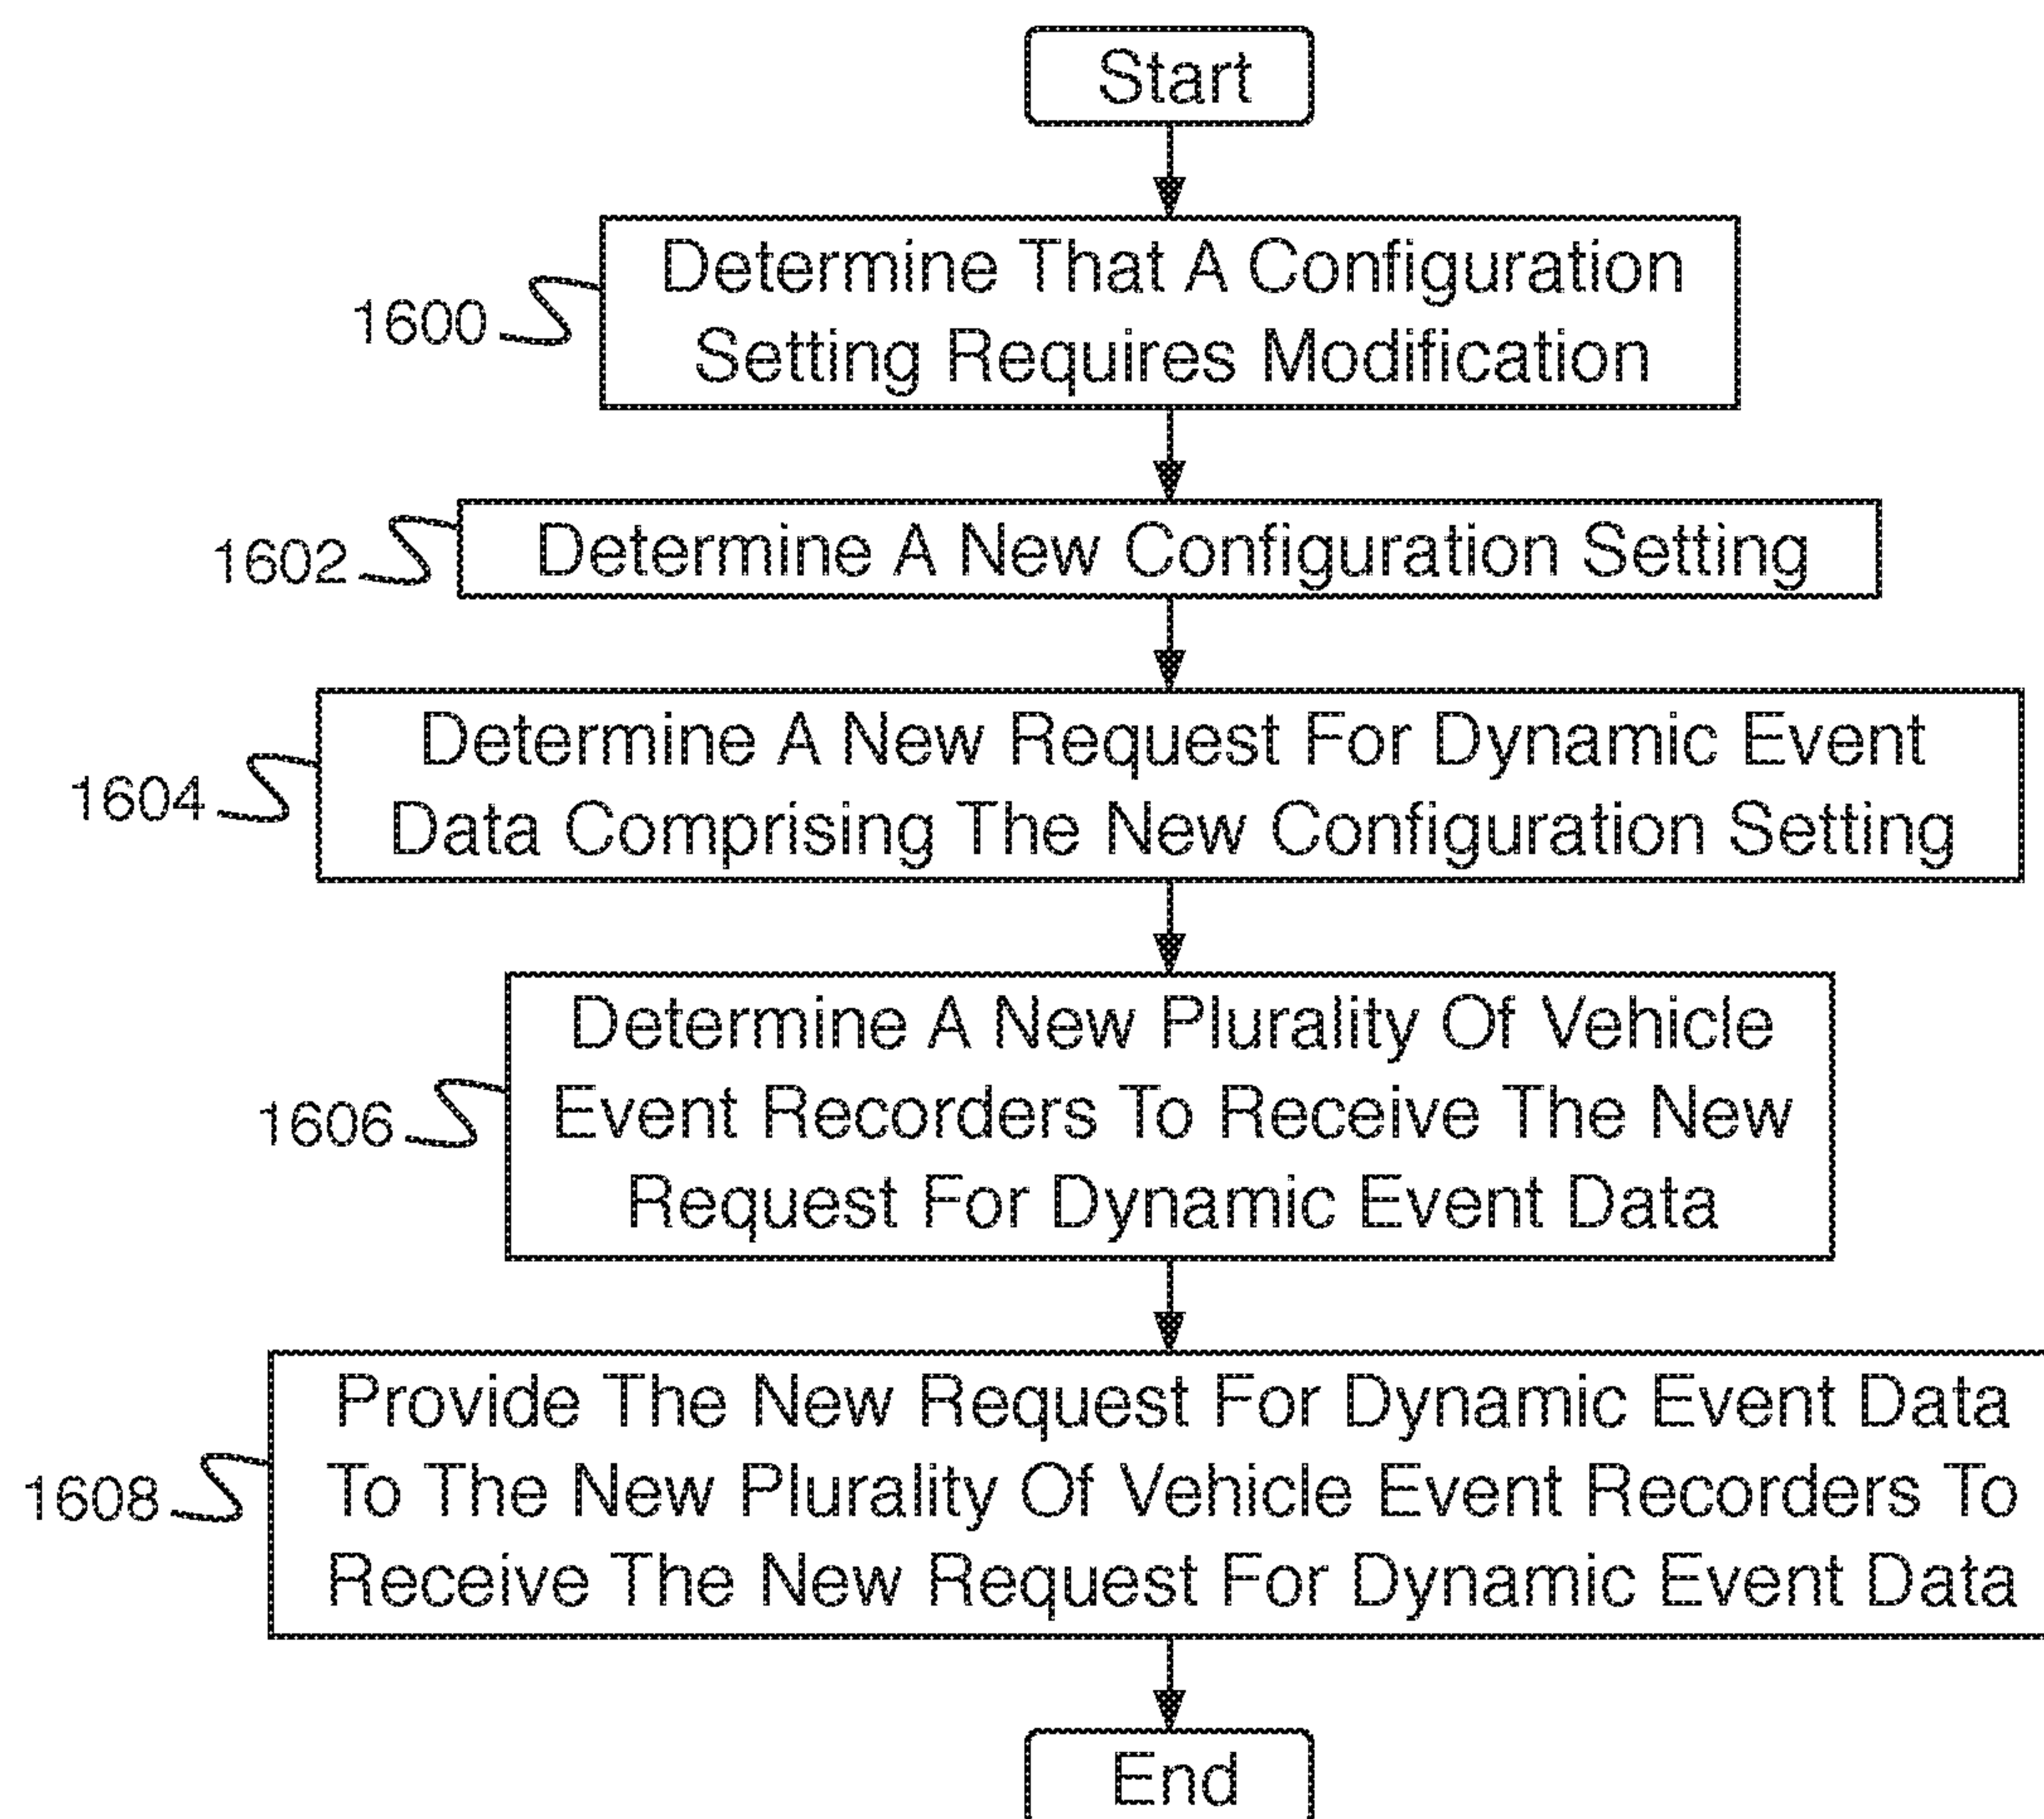 Start
Determine That A Configuration
Setting Requires Modification
1600
Determine A New Configuration Setting
1602
Determine A New Request For Dynamic Event
Data Comprising The New Configuration Setting
1604
Determine A New Plurality Of Vehicle
Event Recorders To Receive The New
Request For Dynamic Event Data
1606
Provide The New Request For Dynamic Event Data
To The New Plurality Of Vehicle Event Recorders To
Receive The New Request For Dynamic Event Data
1608
End